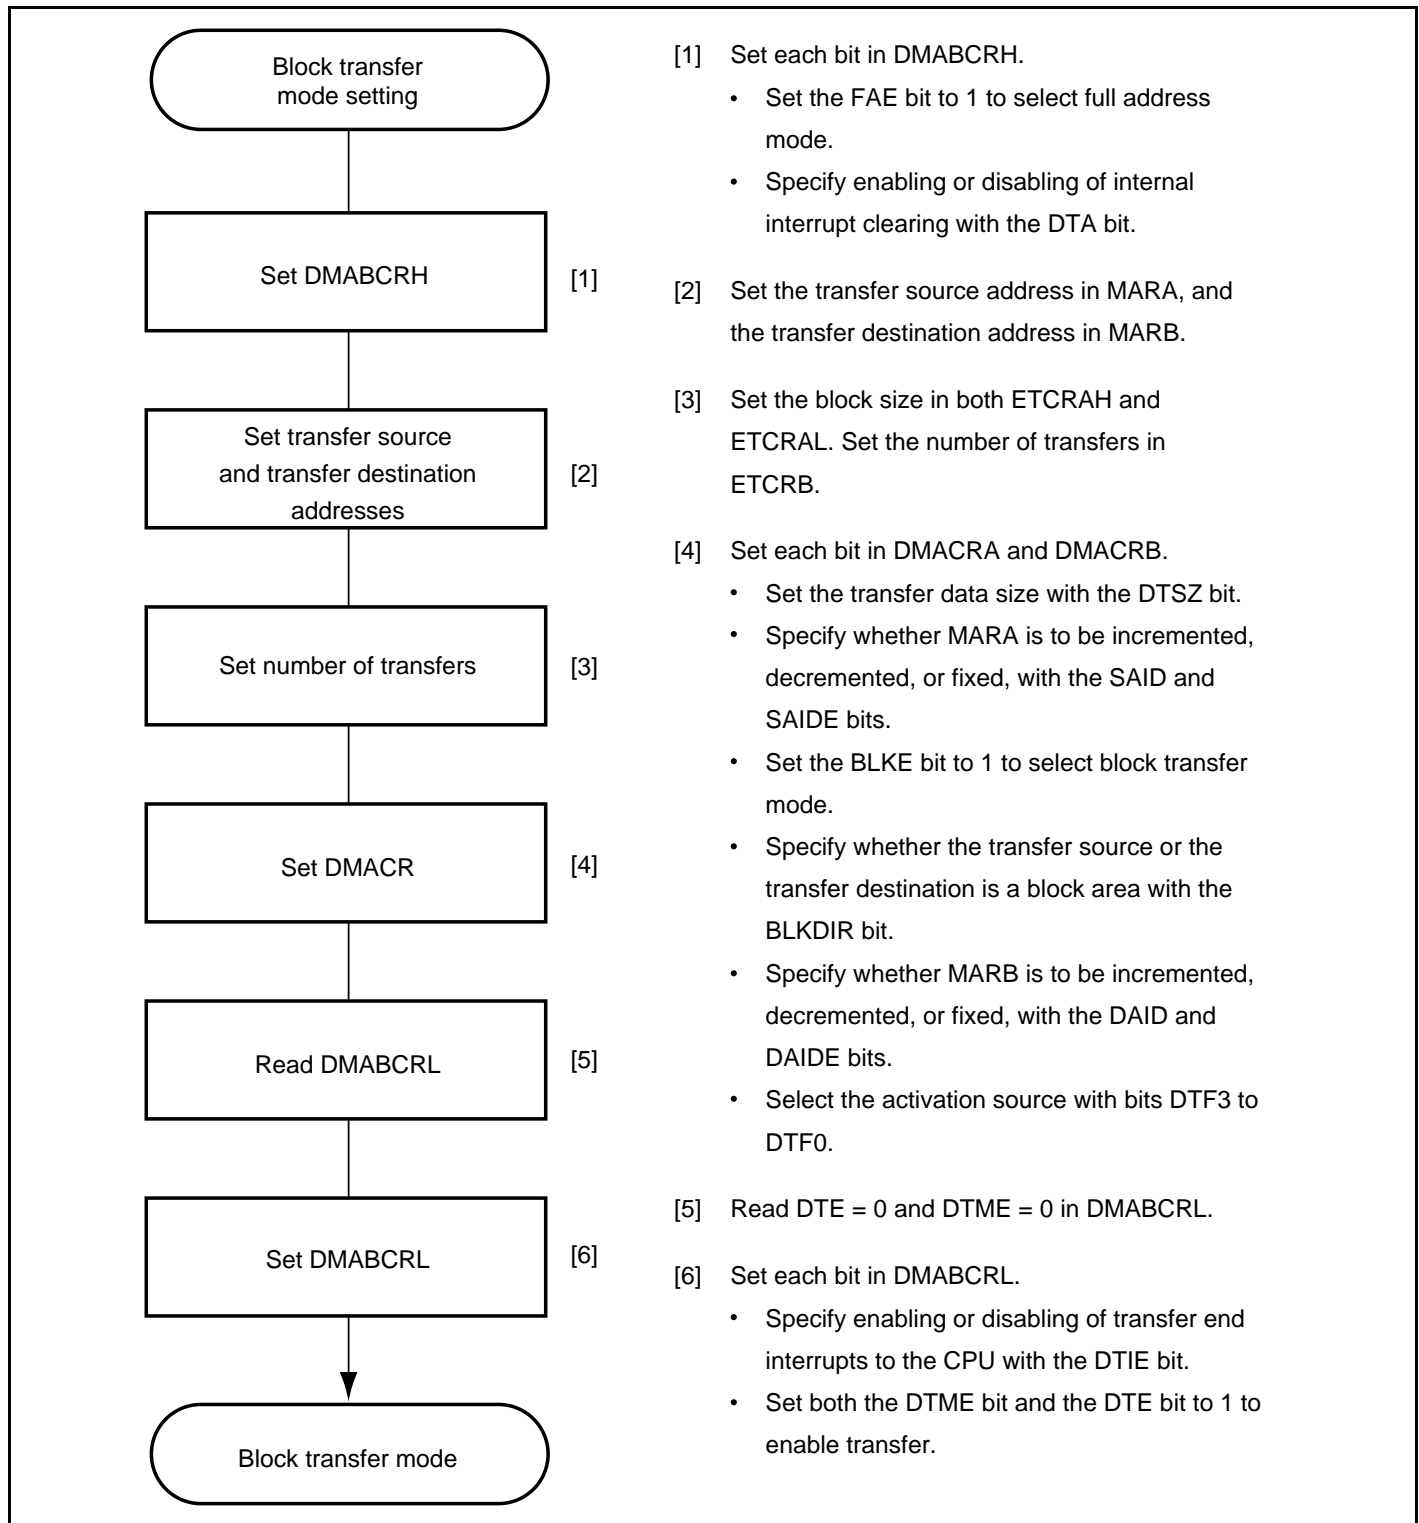 Block transfer
mode setting
Set DMABCRH
[1]
Set transfer source
and transfer destination
addresses
[2]
Set number of transfers
[3]
Set DMACR
[4]
Read DMABCRL
[5]
Set DMABCRL
[6]
Block transfer mode
[1] Set each bit in DMABCRH.
• Set the FAE bit to 1 to select full address
mode.
• Specify enabling or disabling of internal
interrupt clearing with the DTA bit.
[2] Set the transfer source address in MARA, and
the transfer destination address in MARB.
[3] Set the block size in both ETCRAH and
ETCRAL. Set the number of transfers in
ETCRB.
[4] Set each bit in DMACRA and DMACRB.
• Set the transfer data size with the DTSZ bit.
• Specify whether MARA is to be incremented,
decremented, or fixed, with the SAID and
SAIDE bits.
• Set the BLKE bit to 1 to select block transfer
mode.
• Specify whether the transfer source or the
transfer destination is a block area with the
BLKDIR bit.
• Specify whether MARB is to be incremented,
decremented, or fixed, with the DAID and
DAIDE bits.
• Select the activation source with bits DTF3 to
DTF0.
[5] Read DTE = 0 and DTME = 0 in DMABCRL.
[6] Set each bit in DMABCRL.
• Specify enabling or disabling of transfer end
interrupts to the CPU with the DTIE bit.
• Set both the DTME bit and the DTE bit to 1 to
enable transfer.